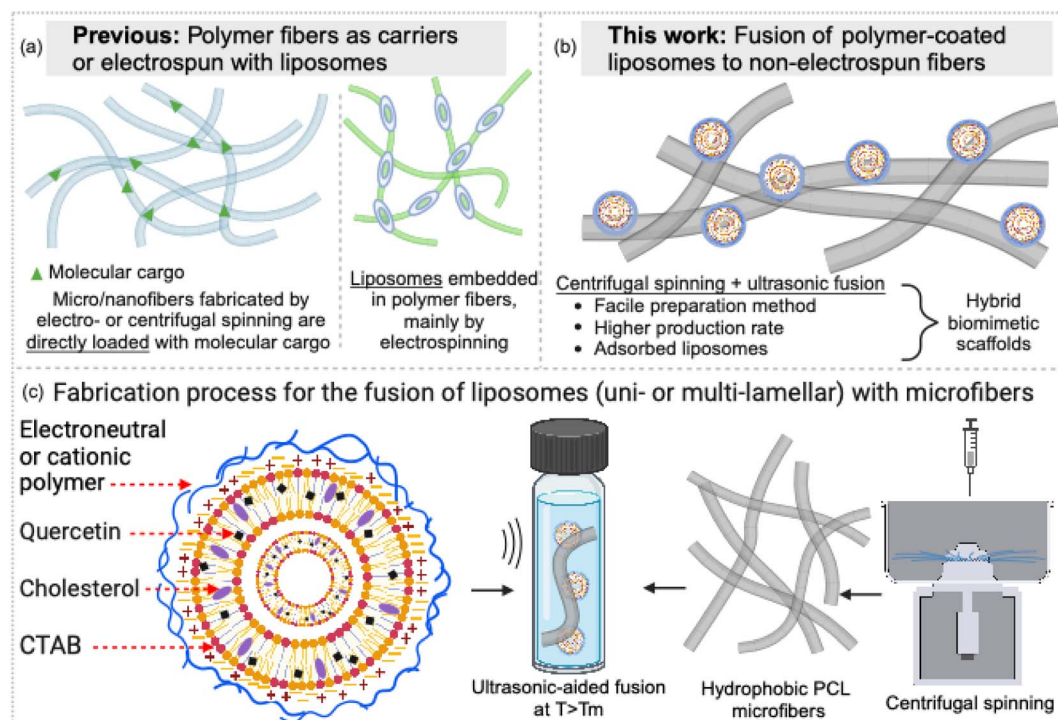 (a) Previous: Polymer fibers as carriers
or electrospun with liposomes
▲ Molecular cargo
Micro/nanofibers fabricated by
electro- or centrifugal spinning are
directly loaded with molecular cargo
Liposomes embedded
in polymer fibers,
mainly by
electrospinning
(b) This work: Fusion of polymer-coated
liposomes to non-electrospun fibers
Centrifugal spinning + ultrasonic fusion
• Facile preparation method
• Higher production rate
• Adsorbed liposomes
Hybrid
biomimetic
scaffolds
(c) Fabrication process for the fusion of liposomes (uni- or multi-lamellar) with microfibers
Electroneutral
or cationic
polymer
Quercetin
Cholesterol
CTAB
Ultrasonic-aided fusion
at T>Tm
Hydrophobic PCL
microfibers
Centrifugal spinning